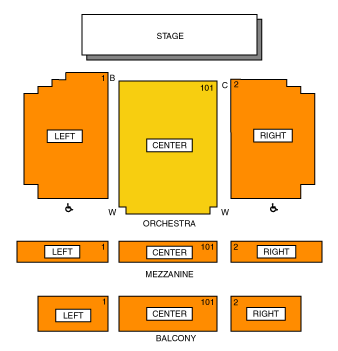 STAGE
1 B 101 C 2
LEFT CENTER RIGHT
W W
ORCHESTRA
1 101 2
LEFT CENTER RIGHT
MEZZANINE
1 101 2
LEFT CENTER RIGHT
BALCONY